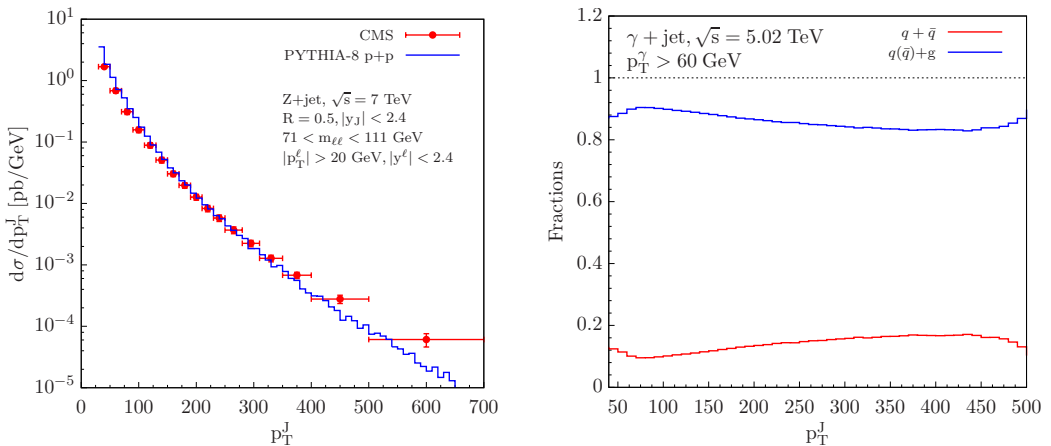 CMS
PYTHIA-8 p+p
Z+jet, √s = 7 TeV
R = 0.5, |y_J| < 2.4
71 < m_ℓℓ < 111 GeV
|p_T^ℓ| > 20 GeV, |y^ℓ| < 2.4
dσ/dp_T^J [pb/GeV]
10^1
10^0
10^-1
10^-2
10^-3
10^-4
10^-5
0 100 200 300 400 500 600 700
p_T^J
γ + jet, √s = 5.02 TeV
p_T^γ > 60 GeV
q + q̄
q(q̄)+g
Fractions
1.2
1
0.8
0.6
0.4
0.2
0
50 100 150 200 250 300 350 400 450 500
p_T^J